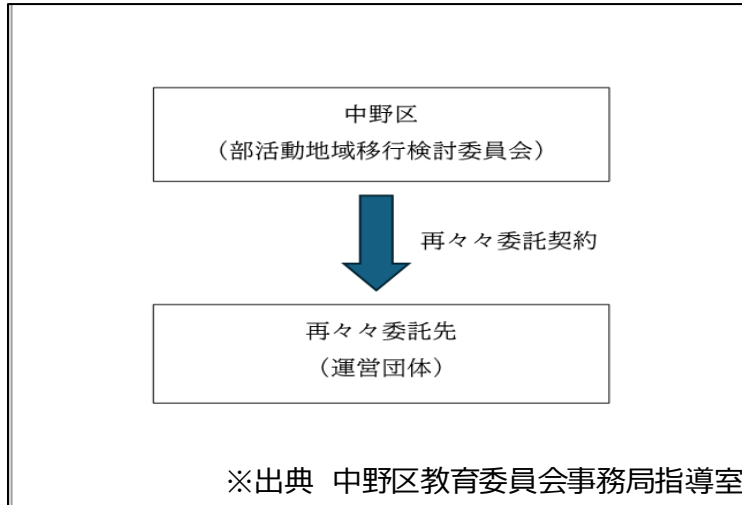 中野区
（部活動地域移行検討委員会）
再々々委託契約
再々々委託先
（運営団体）
※出典 中野区教育委員会事務局指導室